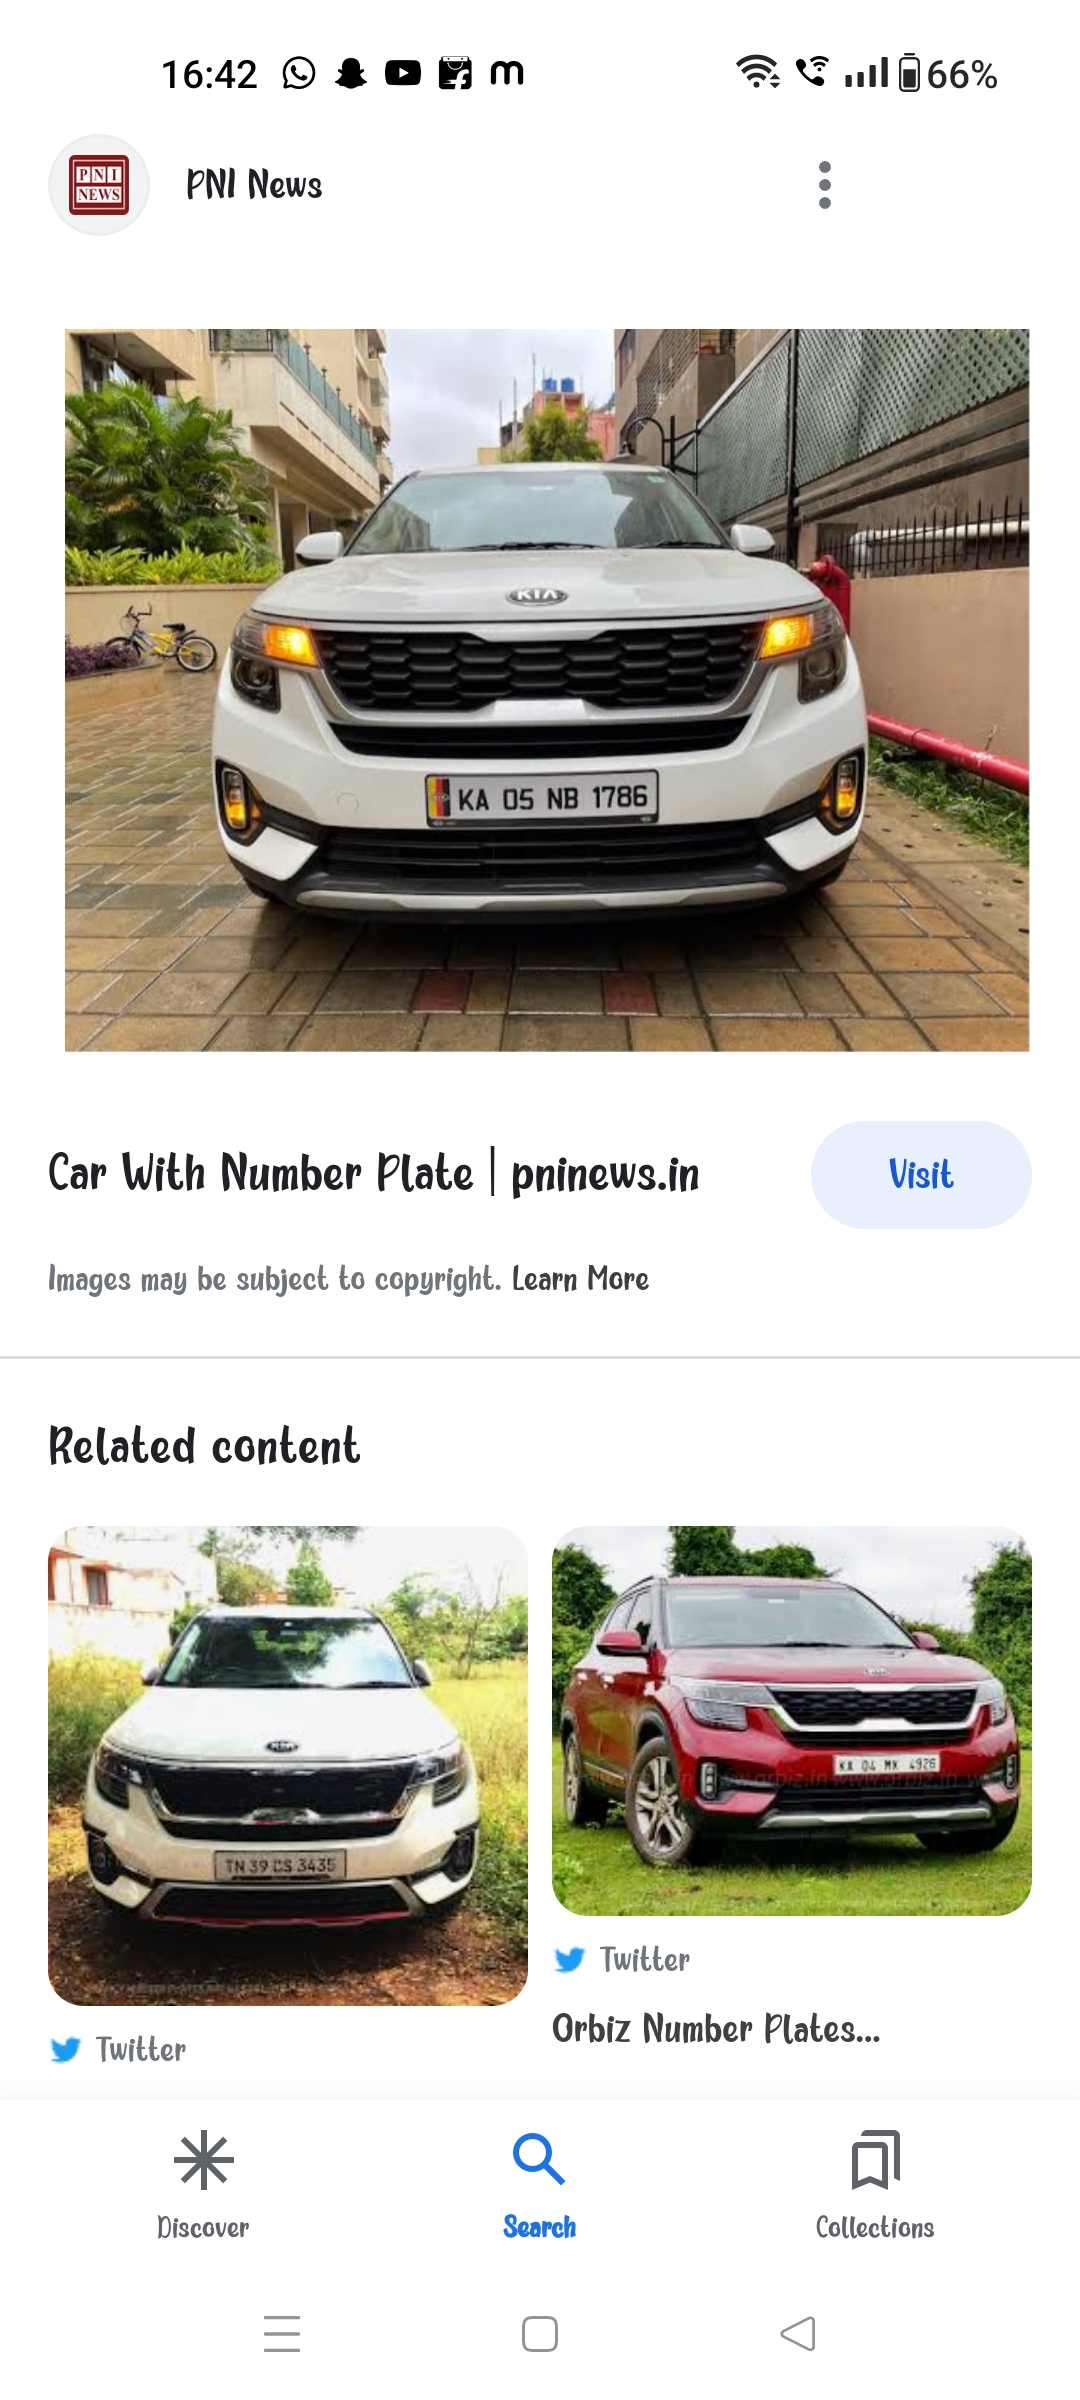 16:42
66%
PNI
NEWS
PNI News
KIA
KA 05 NB 1786
Car With Number Plate | pninews.in
Visit
Images may be subject to copyright. Learn More
Related content
KIA
TN 39 CS 3435
KA 04 MK 4926
Twitter
Orbiz Number Plates...
Twitter
Discover
Search
Collections